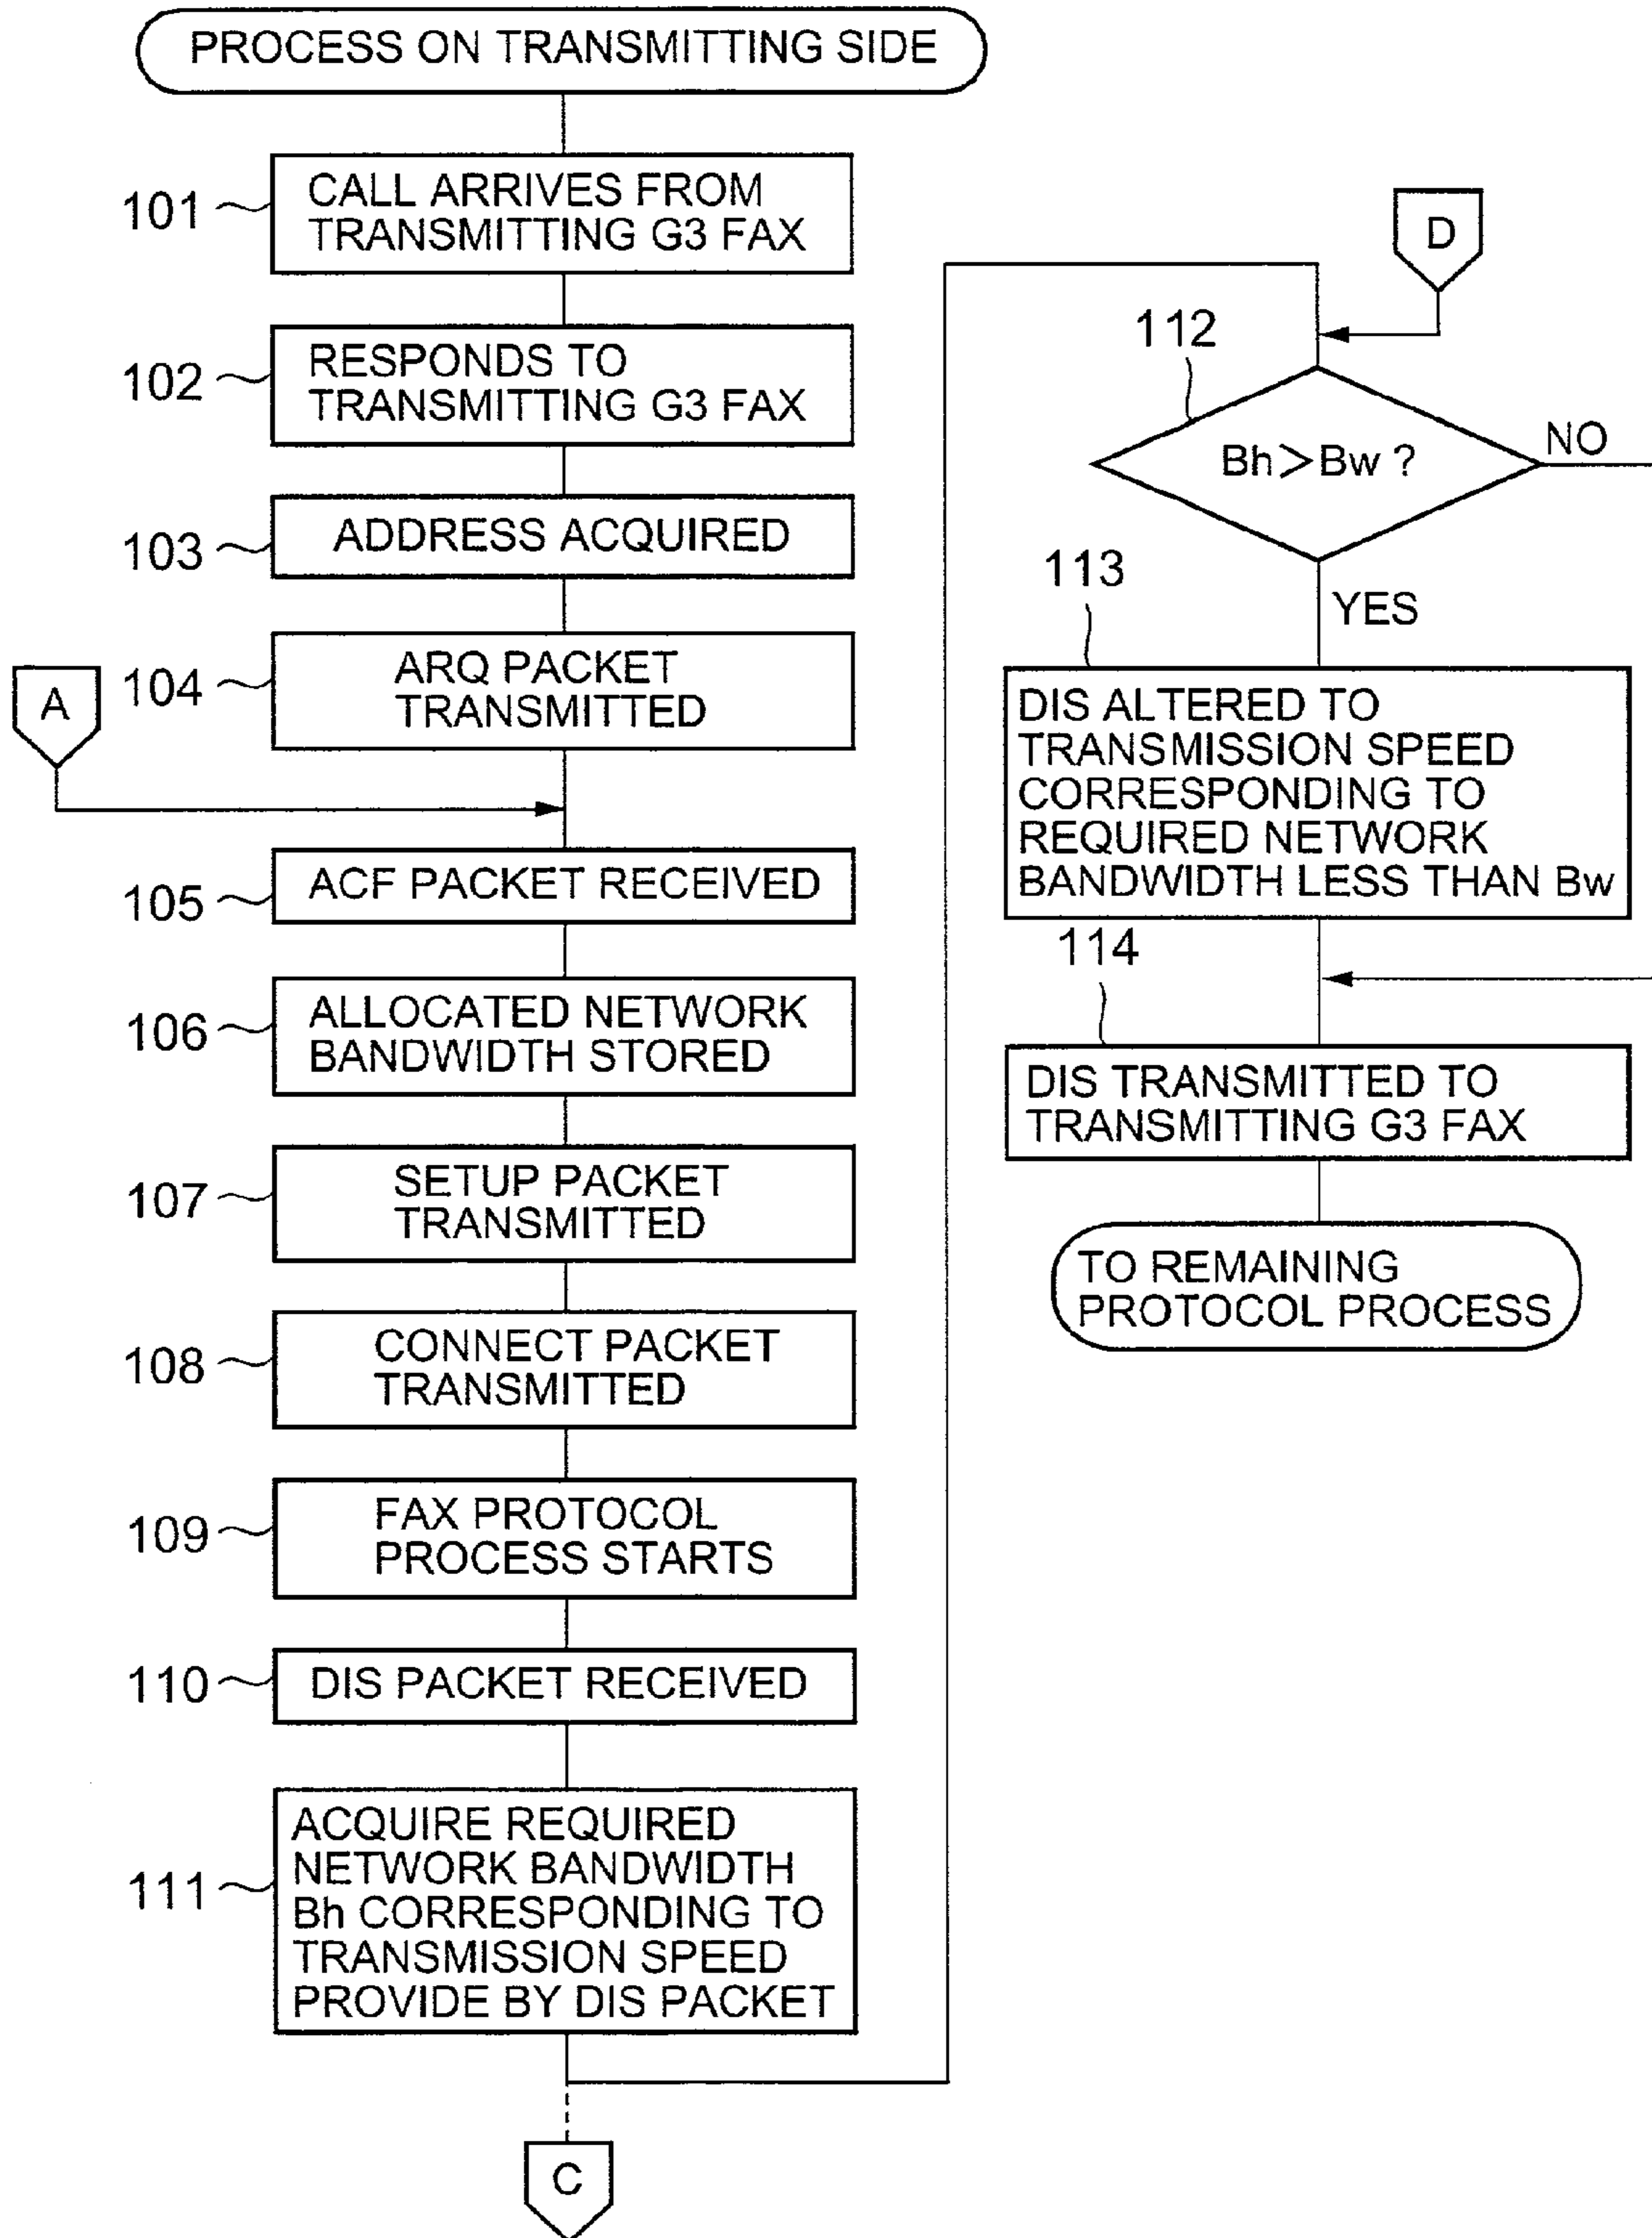 PROCESS ON TRANSMITTING SIDE
101
CALL ARRIVES FROM
TRANSMITTING G3 FAX
102
RESPONDS TO
TRANSMITTING G3 FAX
103
ADDRESS ACQUIRED
104
ARQ PACKET
TRANSMITTED
A
105
ACF PACKET RECEIVED
106
ALLOCATED NETWORK
BANDWIDTH STORED
107
SETUP PACKET
TRANSMITTED
108
CONNECT PACKET
TRANSMITTED
109
FAX PROTOCOL
PROCESS STARTS
110
DIS PACKET RECEIVED
111
ACQUIRE REQUIRED
NETWORK BANDWIDTH
Bh CORRESPONDING TO
TRANSMISSION SPEED
PROVIDE BY DIS PACKET
C
D
112
Bh>Bw ?
NO
YES
113
DIS ALTERED TO
TRANSMISSION SPEED
CORRESPONDING TO
REQUIRED NETWORK
BANDWIDTH LESS THAN Bw
114
DIS TRANSMITTED TO
TRANSMITTING G3 FAX
TO REMAINING
PROTOCOL PROCESS